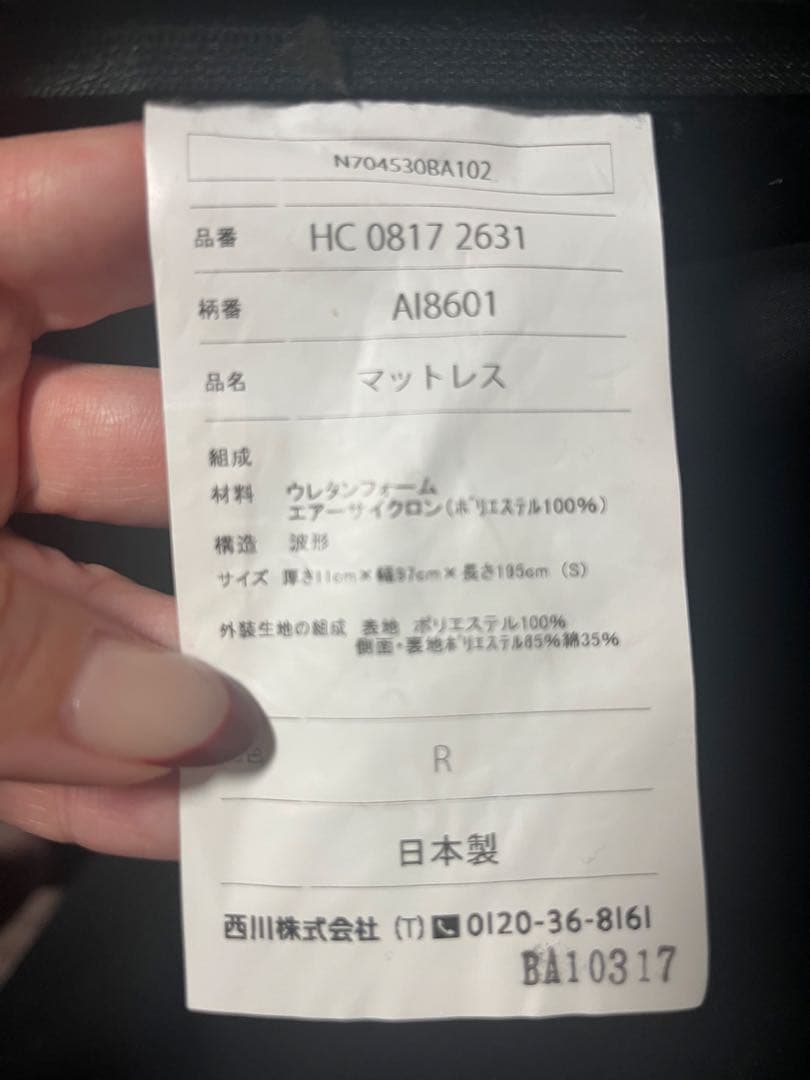 N704530BA102
品番 HC 0817 2631
柄番 AI8601
品名 マットレス
組成
材料 ウレタンフォーム
エアーサイクロン(ポリエステル100%)
構造 波形
サイズ 厚さ11cm×幅97cm×長さ195cm (S)
外装生地の組成 表地 ポリエステル100%
側面・裏地ポリエステル65%綿35%
色 R
日本製
西川株式会社 (T) 0120-36-8161
BA10317